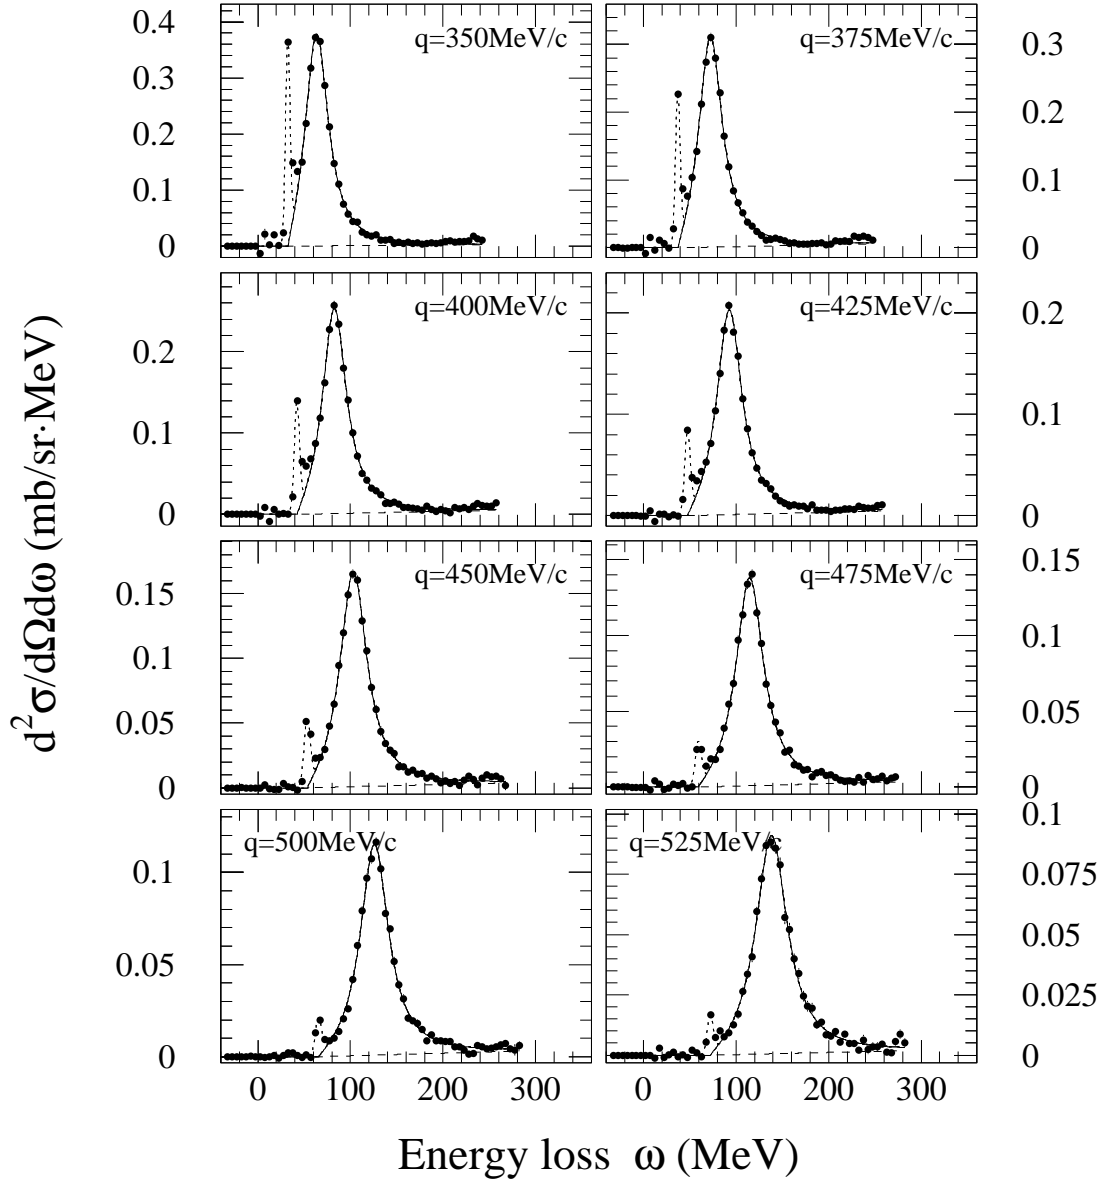 q=350MeV/c
q=375MeV/c
0.4
0.3
0.2
0.1
0
0.3
0.2
0.1
0
q=400MeV/c
q=425MeV/c
0.2
0.1
0
0.2
0.1
0
q=450MeV/c
q=475MeV/c
0.15
0.1
0.05
0
0.15
0.1
0.05
0
q=500MeV/c
q=525MeV/c
0.1
0.05
0
0.1
0.075
0.05
0.025
0
0 100 200 300
0 100 200 300
d²σ/dΩdω (mb/sr·MeV)
Energy loss ω (MeV)